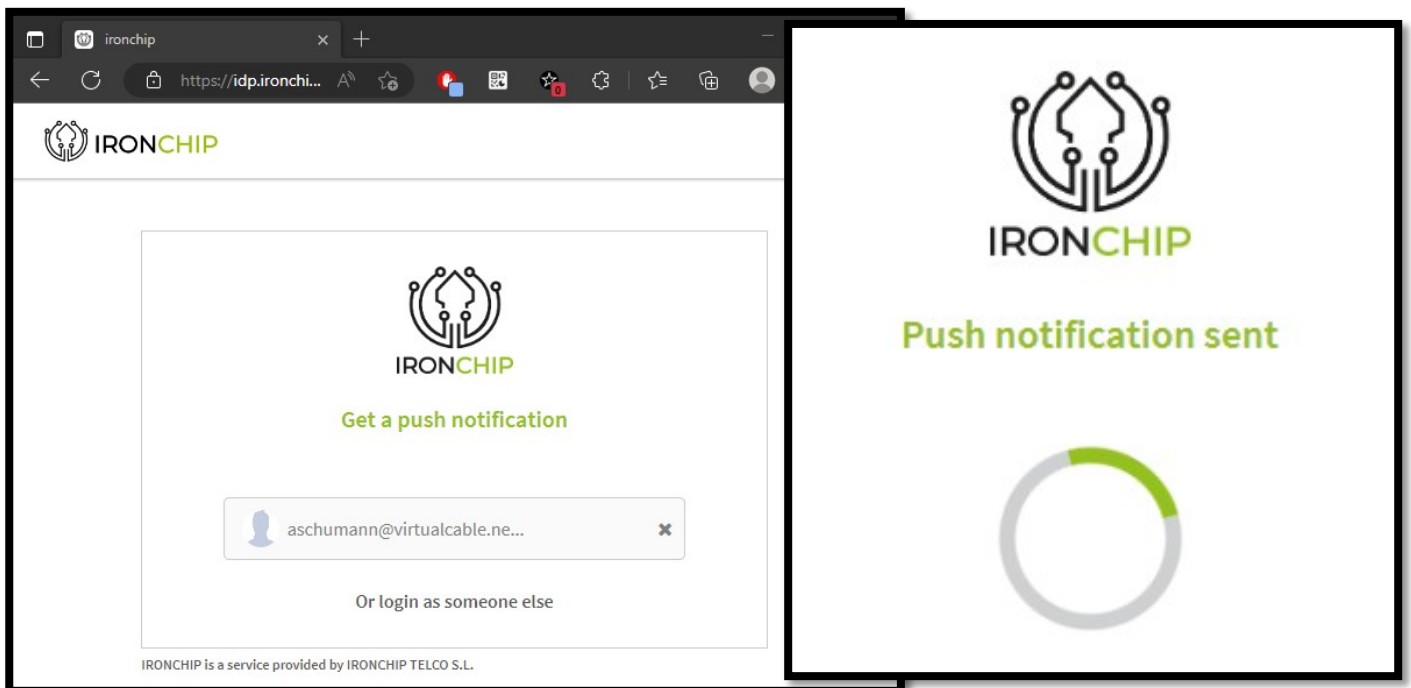 ironchip
https://idp.ironchi...
0
IRONCHIP
IRONCHIP
Get a push notification
aschumann@virtualcable.ne...
Or login as someone else
IRONCHIP is a service provided by IRONCHIP TELCO S.L.
IRONCHIP
Push notification sent